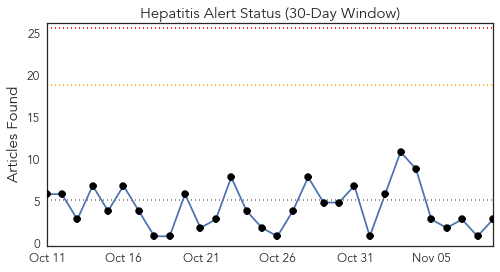 Hepatitis Alert Status (30-Day Window)
Articles Found
25
20
15
10
5
0
Oct 11 Oct 16 Oct 21 Oct 26 Oct 31 Nov 05